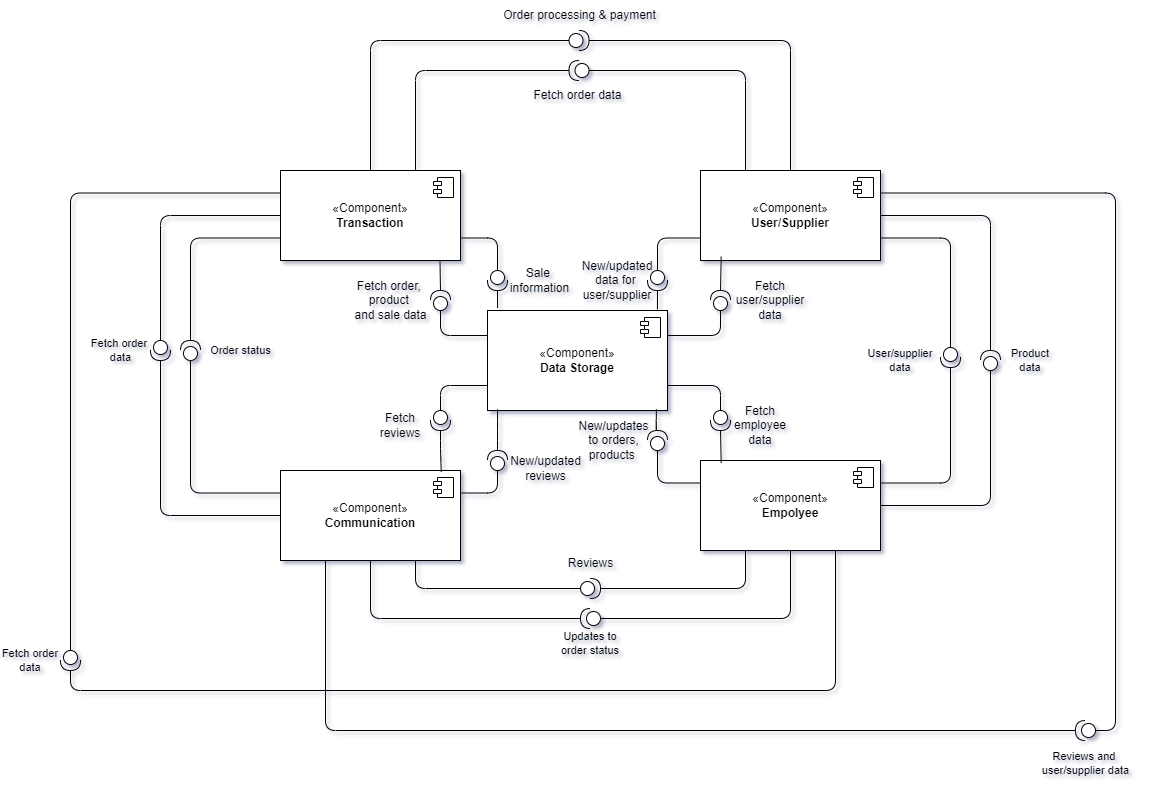 Order processing & payment
Fetch order data
«Component»
Transaction
«Component»
User/Supplier
Sale
information
New/updated
data for
user/supplier
Fetch order,
product
and sale data
Fetch
user/supplier
data
Fetch order
data
Order status
«Component»
Data Storage
User/supplier
data
Product
data
Fetch
reviews
New/updated
reviews
New/updates
to orders,
products
Fetch
employee
data
«Component»
Communication
«Component»
Empolyee
Reviews
Updates to
order status
Fetch order
data
Reviews and
user/supplier data